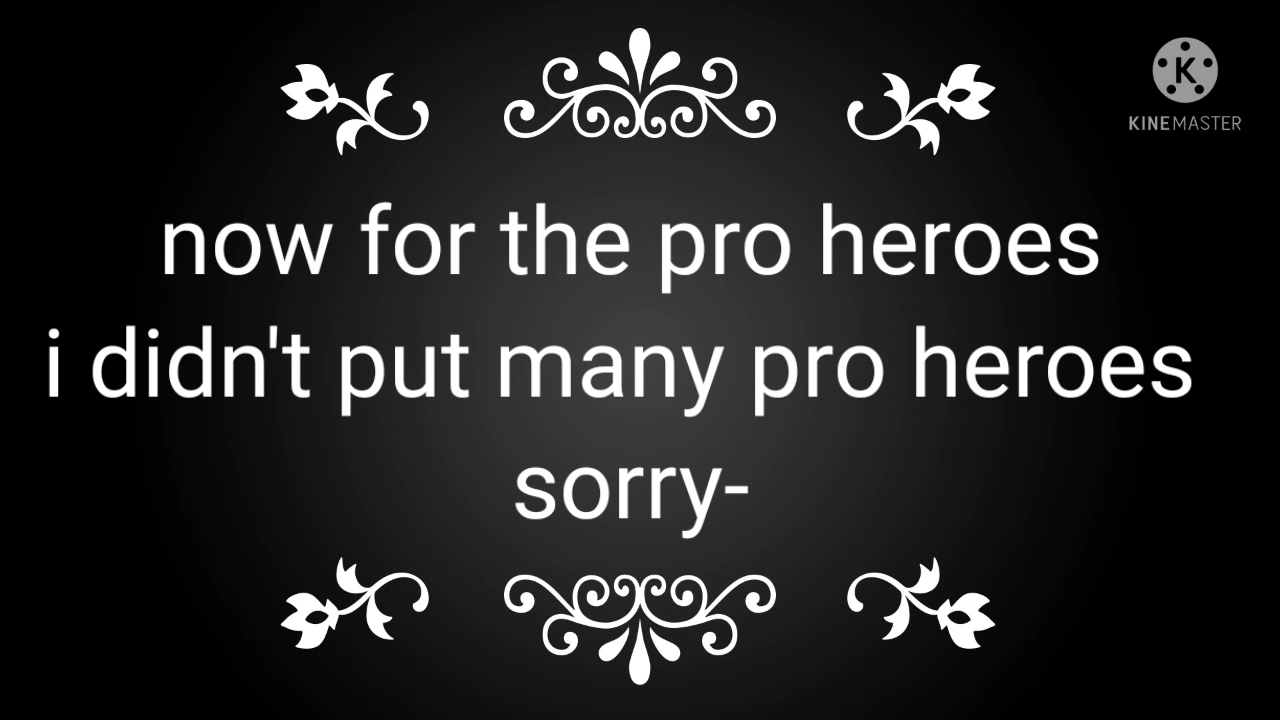 K
KINEMASTER
now for the pro heroes
i didn't put many pro heroes
sorry-